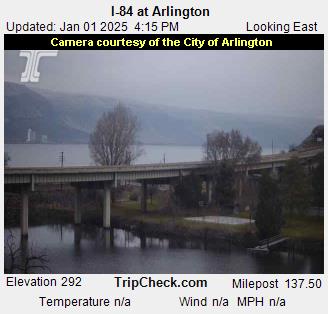 I-84 at Arlington
Updated: Jan 01 2025 4:15 PM Looking East
Camera courtesy of the City of Arlington
Elevation 292 TripCheck.com Milepost 137.50
Temperature n/a Wind n/a MPH n/a